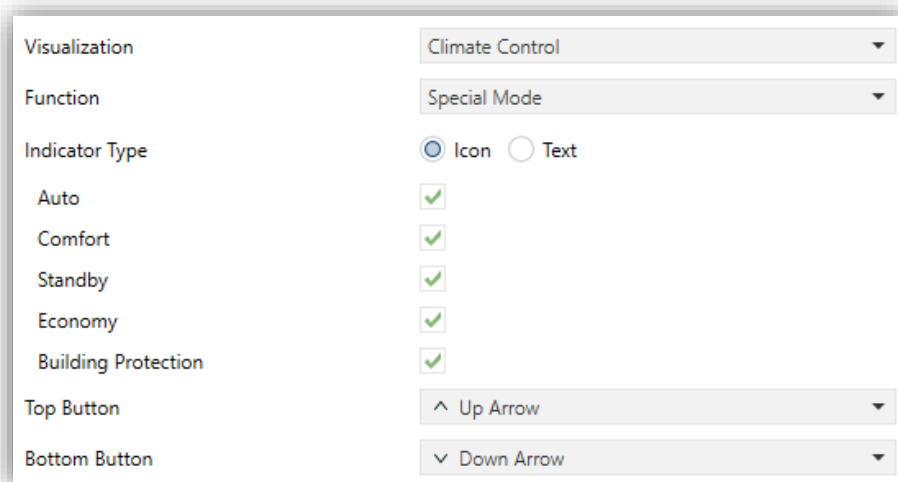 Visualization Climate Control
Function Special Mode
Indicator Type Icon Text
Auto
Comfort
Standby
Economy
Building Protection
Top Button Up Arrow
Bottom Button Down Arrow